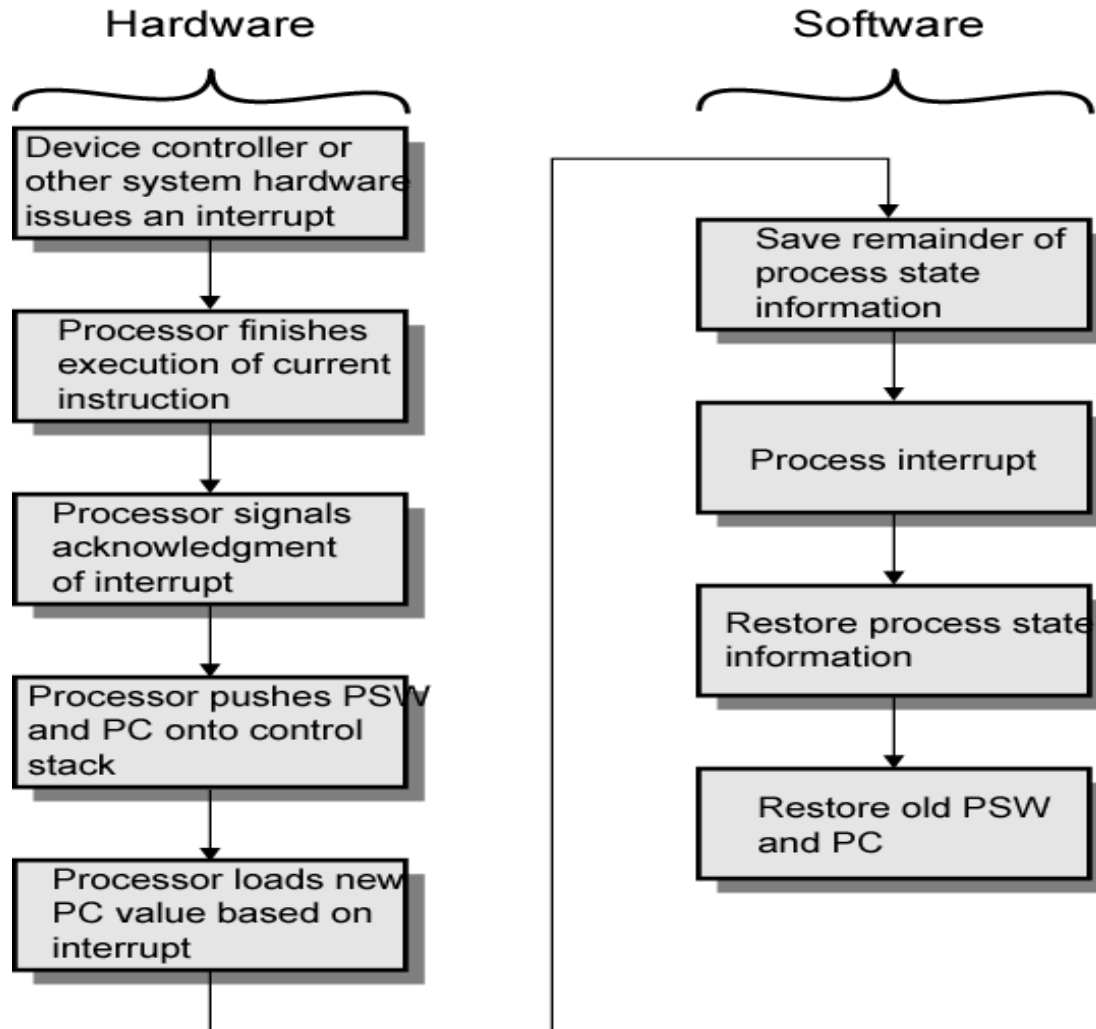 Hardware
Device controller or
other system hardware
issues an interrupt
Processor finishes
execution of current
instruction
Processor signals
acknowledgment
of interrupt
Processor pushes PSW
and PC onto control
stack
Processor loads new
PC value based on
interrupt
Software
Save remainder of
process state
information
Process interrupt
Restore process state
information
Restore old PSW
and PC